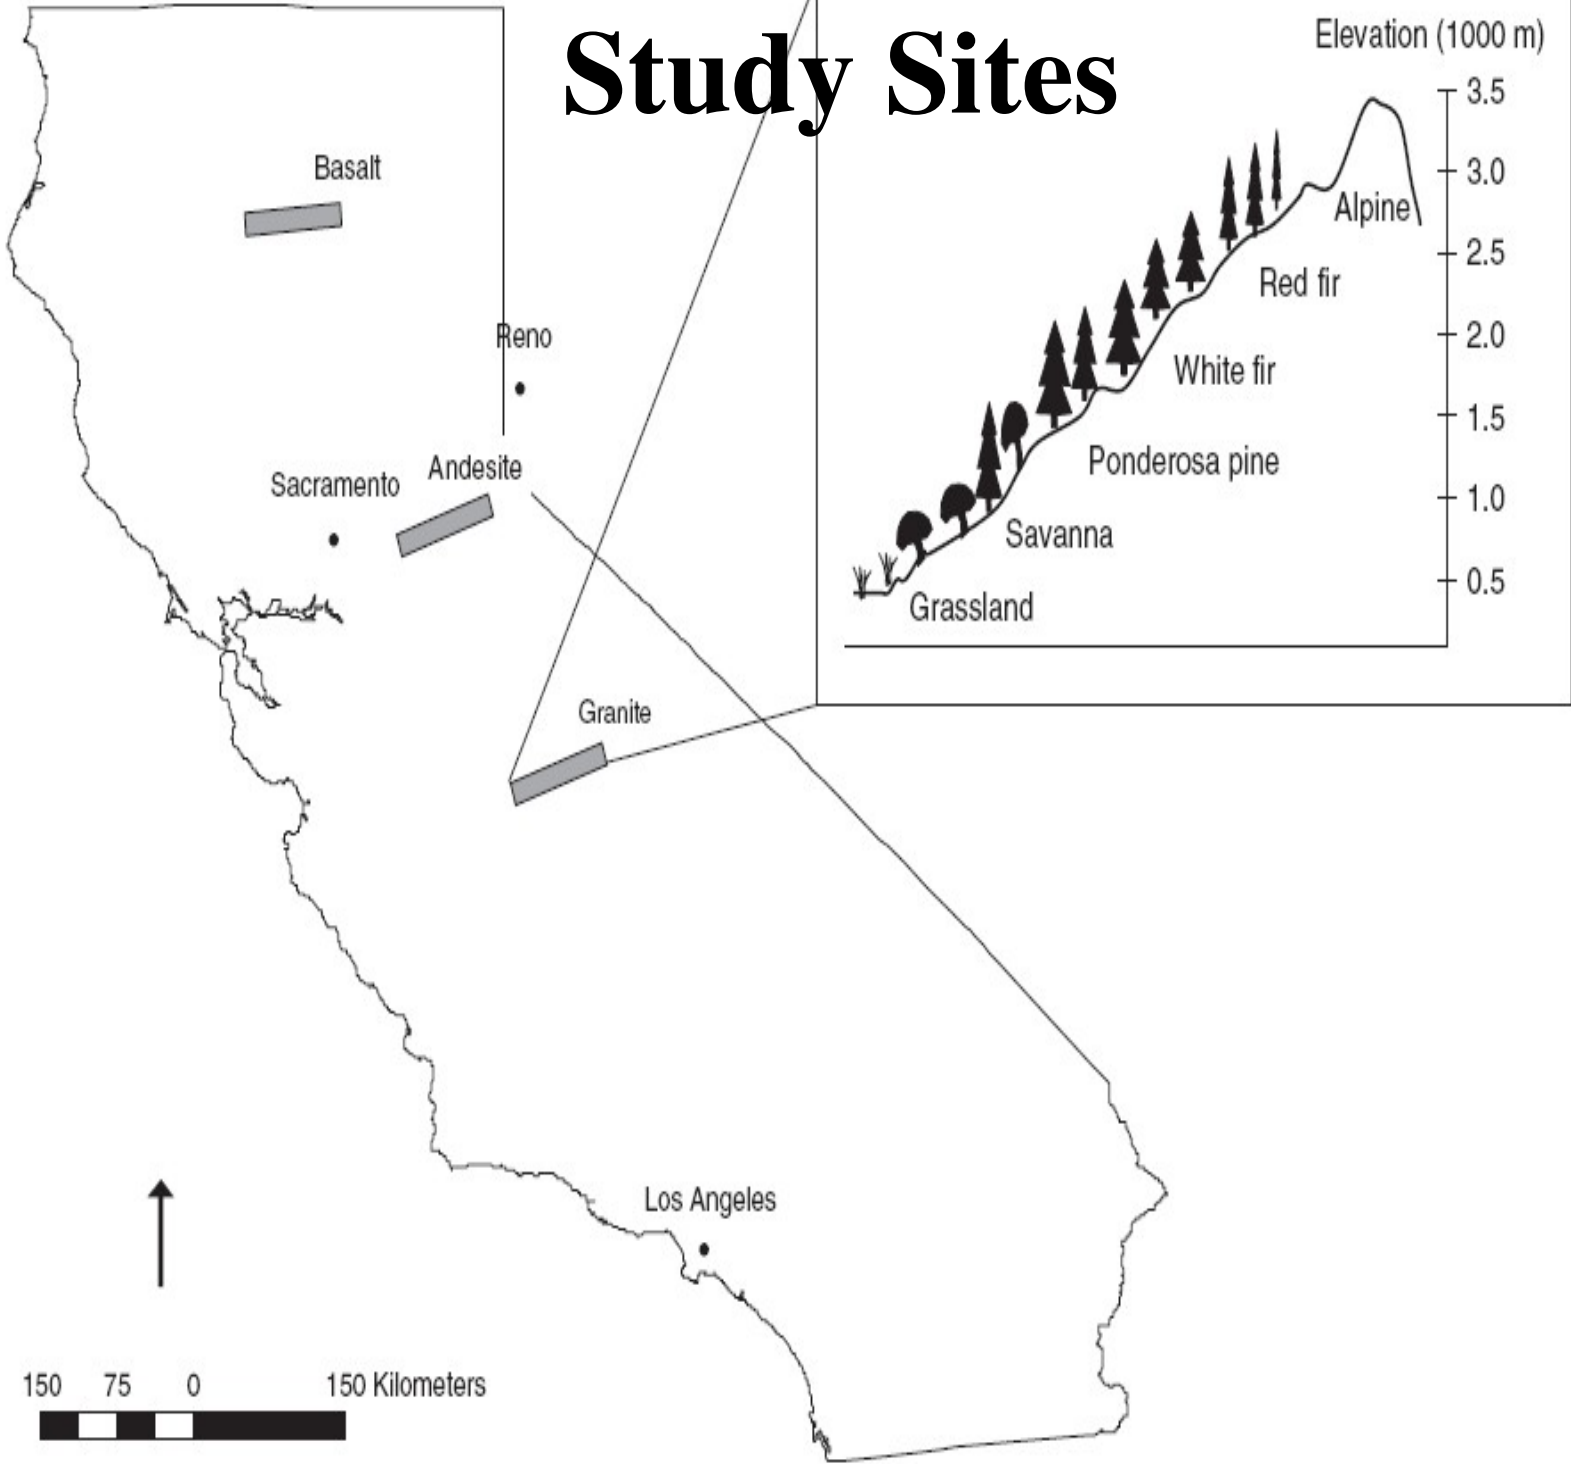 Study Sites
Elevation (1000 m)
3.5
3.0
2.5
2.0
1.5
1.0
0.5
Alpine
Red fir
White fir
Ponderosa pine
Savanna
Grassland
Basalt
Reno
Andesite
Sacramento
Granite
Los Angeles
150 75 0 150 Kilometers